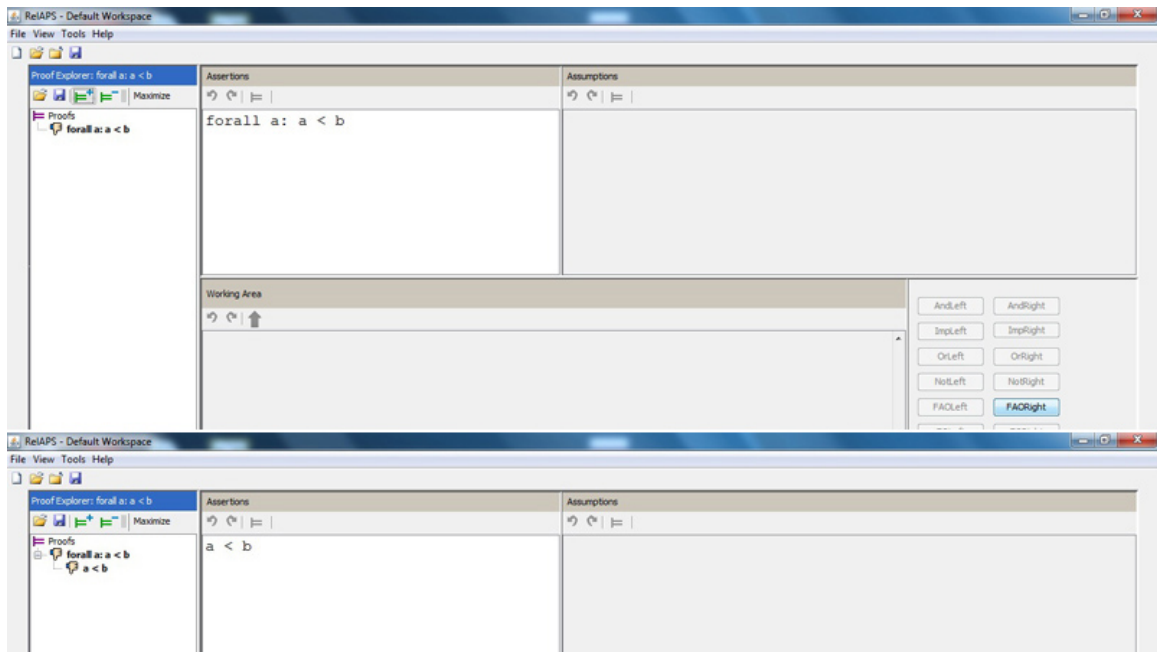 RelAPS - Default Workspace
File View Tools Help
Proof Explorer: forall a: a < b
Assertions
Assumptions
Maximize
Proofs
forall a: a < b
forall a: a < b
Working Area
AndLeft AndRight
ImpLeft ImpRight
OrLeft OrRight
NotLeft NotRight
FAOLeft FAORight
RelAPS - Default Workspace
File View Tools Help
Proof Explorer: forall a: a < b
Assertions
Assumptions
Maximize
Proofs
forall a: a < b
a < b
a < b